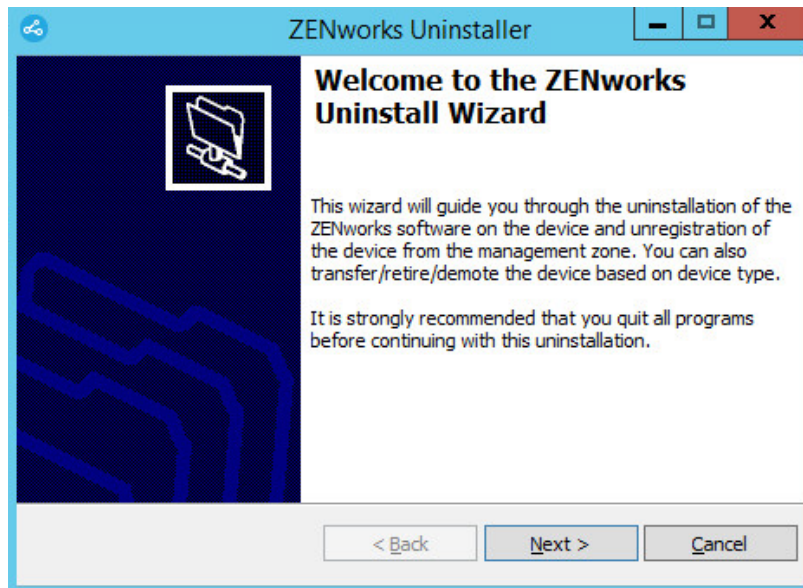 ZENworks Uninstaller
Welcome to the ZENworks
Uninstall Wizard
This wizard will guide you through the uninstallation of the
ZENworks software on the device and unregistration of
the device from the management zone. You can also
transfer/retire/demote the device based on device type.
It is strongly recommended that you quit all programs
before continuing with this uninstallation.
< Back
Next >
Cancel